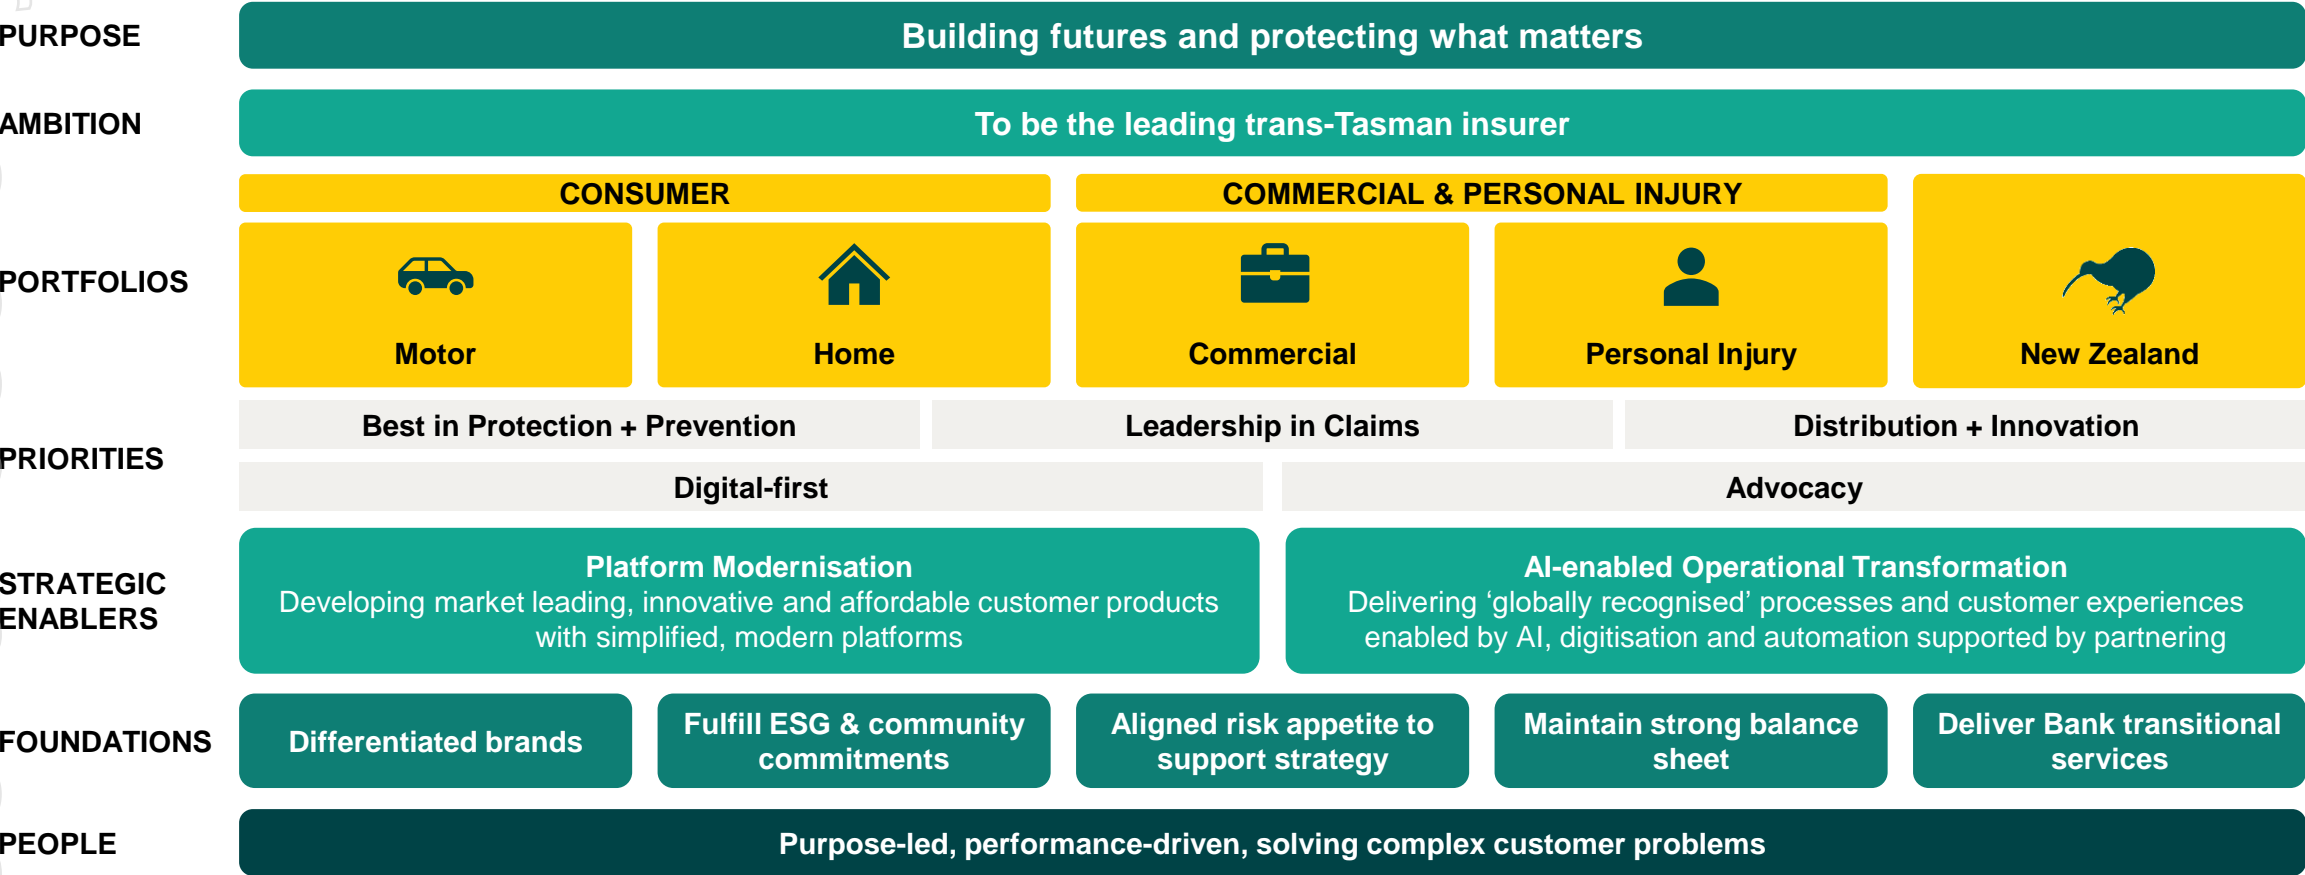 PURPOSE
Building futures and protecting what matters
AMBITION
To be the leading trans-Tasman insurer
CONSUMER
COMMERCIAL & PERSONAL INJURY
PORTFOLIOS
Motor
Home
Commercial
Personal Injury
New Zealand
PRIORITIES
Best in Protection + Prevention
Leadership in Claims
Distribution + Innovation
Digital-first
Advocacy
STRATEGIC
ENABLERS
Platform Modernisation
Developing market leading, innovative and affordable customer products
with simplified, modern platforms
AI-enabled Operational Transformation
Delivering ‘globally recognised’ processes and customer experiences
enabled by AI, digitisation and automation supported by partnering
FOUNDATIONS
Differentiated brands
Fulfill ESG & community
commitments
Aligned risk appetite to
support strategy
Maintain strong balance
sheet
Deliver Bank transitional
services
PEOPLE
Purpose-led, performance-driven, solving complex customer problems